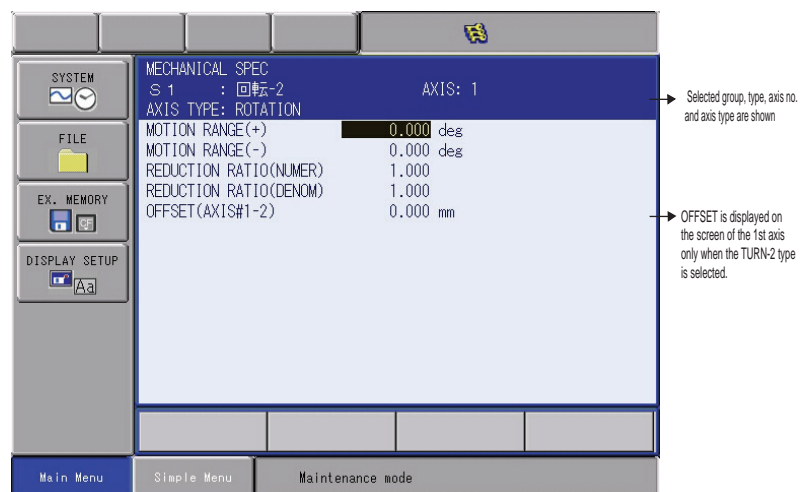 SYSTEM
FILE
EX. MEMORY
CF
DISPLAY SETUP
Aa
MECHANICAL SPEC
S1 : 回転-2 AXIS: 1
AXIS TYPE: ROTATION
MOTION RANGE(+) 0.000 deg
MOTION RANGE(-) 0.000 deg
REDUCTION RATIO(NUMER) 1.000
REDUCTION RATIO(DENOM) 1.000
OFFSET(AXIS#1-2) 0.000 mm
Main Menu
Simple Menu
Maintenance mode
Selected group, type, axis no.
and axis type are shown
OFFSET is displayed on
the screen of the 1st axis
only when the TURN-2 type
is selected.